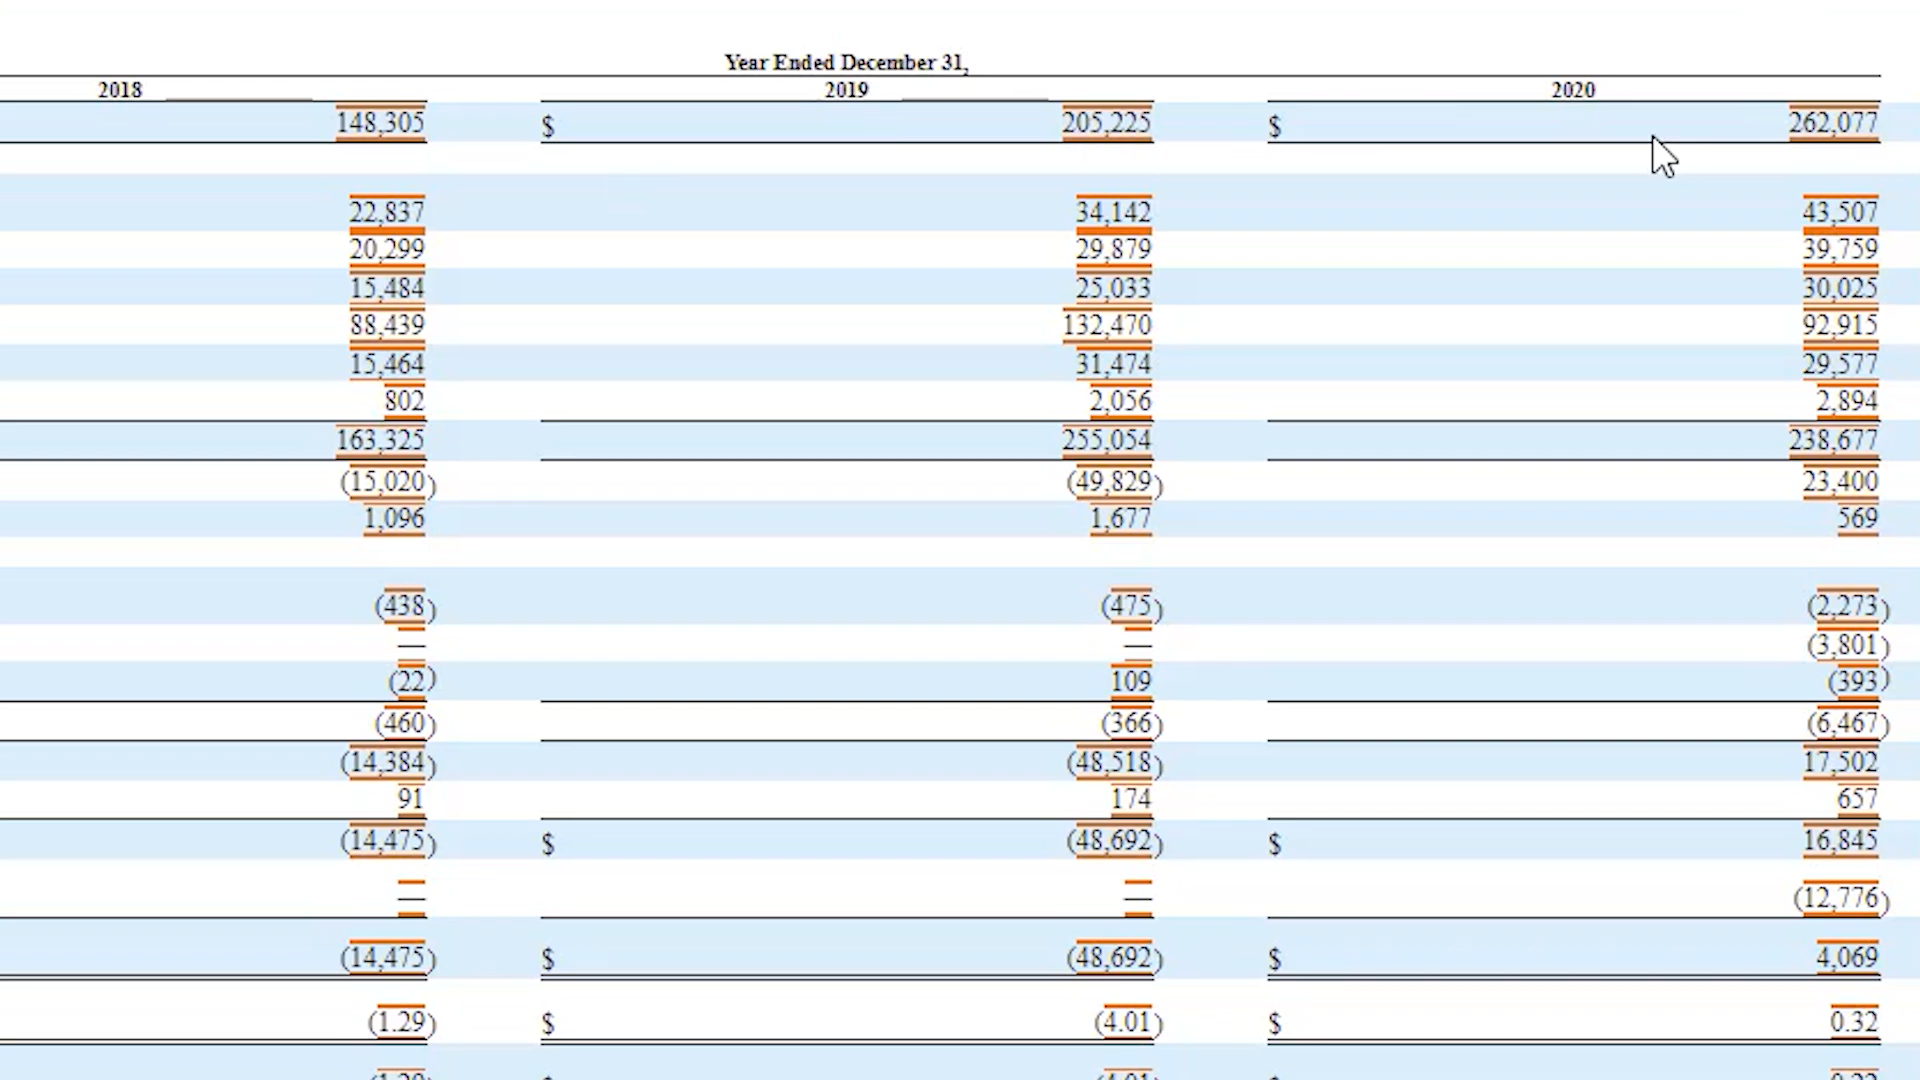 Year Ended December 31,
2018 2019 2020
148,305 $ 205,225 $ 262,077
22,837 34,142 43,507
20,299 29,879 39,759
15,484 25,033 30,025
88,439 132,470 92,915
15,464 31,474 29,577
802 2,056 2,894
163,325 255,054 238,677
(15,020) (49,829) 23,400
1,096 1,677 569
(438) (475) (2,273)
— — (3,801)
(22) 109 (393)
(460) (366) (6,467)
(14,384) (48,518) 17,502
91 174 657
(14,475) $ (48,692) $ 16,845
— — (12,776)
(14,475) $ (48,692) $ 4,069
(1.29) $ (4.01) $ 0.32